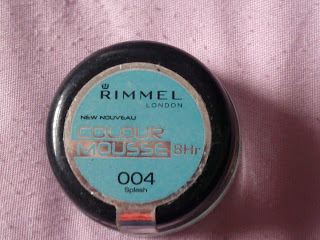 RIMMEL
LONDON
NEW NOUVEAU
COLOUR
MOUSSE 8Hr
004
Splash